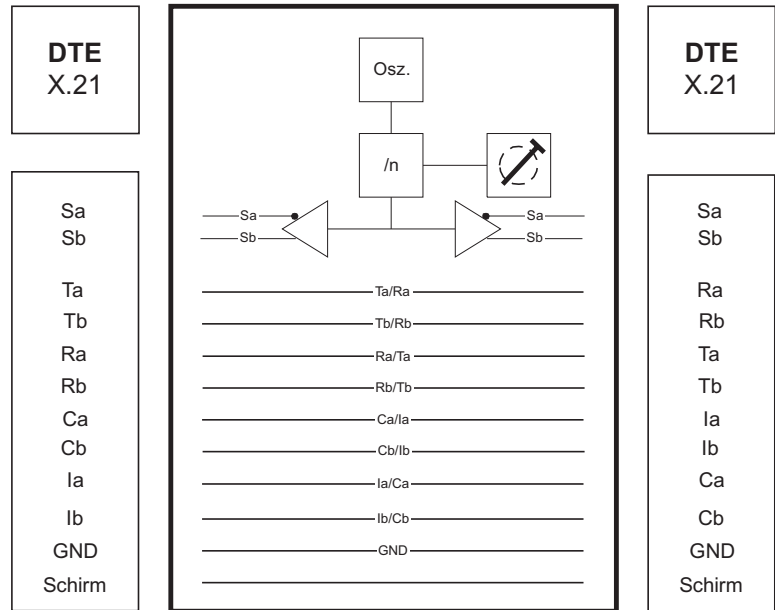 DTE
X.21
Sa
Sb
Ta
Tb
Ra
Rb
Ca
Cb
Ia
Ib
GND
Schirm
Osz.
/n
Sa
Sb
Sa
Sb
Ta/Ra
Tb/Rb
Ra/Ta
Rb/Tb
Ca/Ia
Cb/Ib
Ia/Ca
Ib/Cb
GND
DTE
X.21
Sa
Sb
Ra
Rb
Ta
Tb
Ia
Ib
Ca
Cb
GND
Schirm